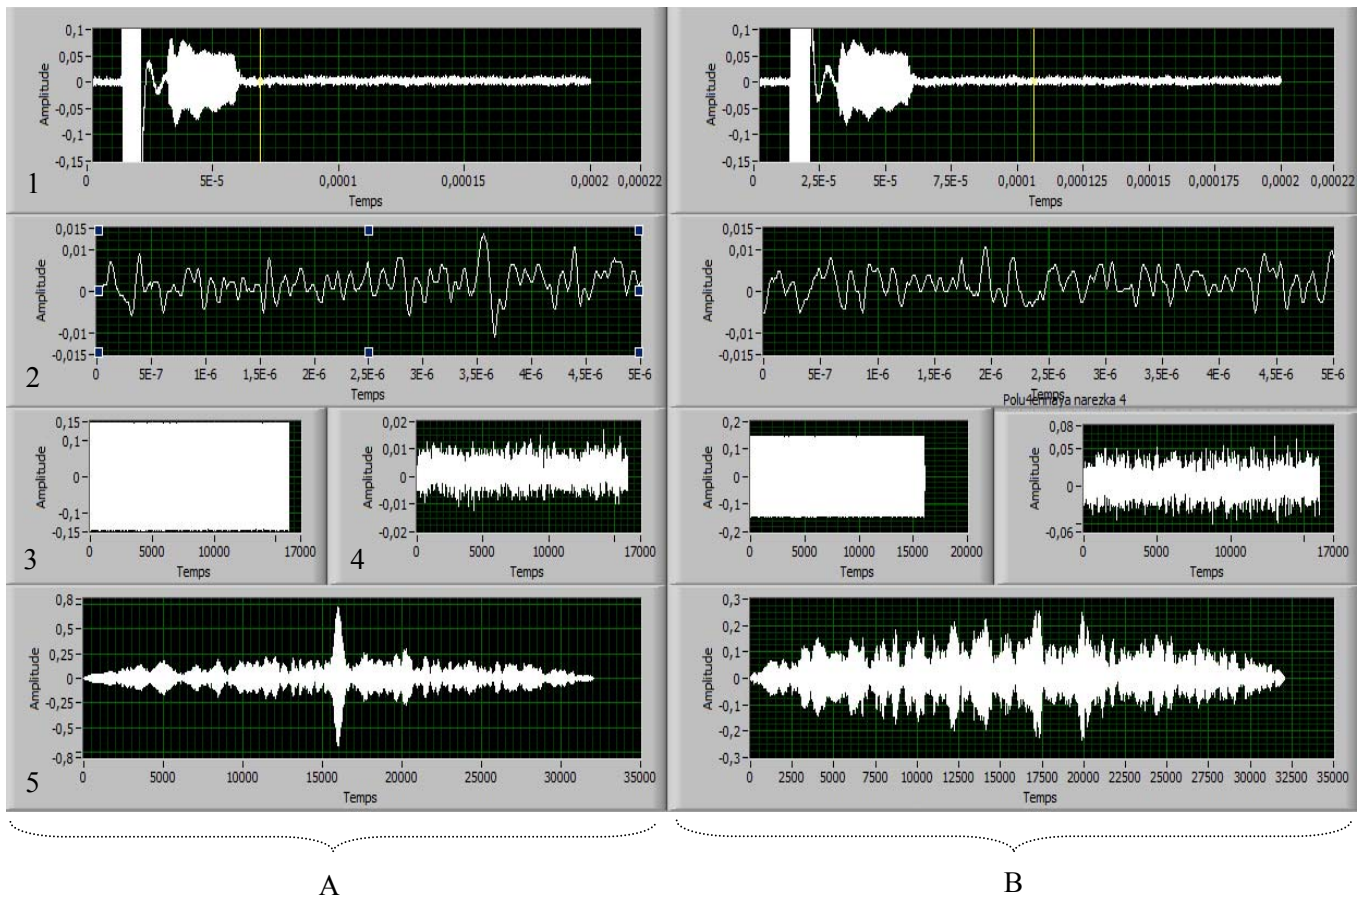 0,1 0,05 0 -0,05 -0,1 -0,15
Amplitude
0 5E-5 0,0001 0,00015 0,0002 0,00022
Temps
1
0,1 0,05 0 -0,05 -0,1 -0,15
Amplitude
0 2,5E-5 5E-5 7,5E-5 0,0001 0,000125 0,00015 0,000175 0,0002 0,00022
Temps
0,015 0,01 0 -0,01 -0,015
Amplitude
0 5E-7 1E-6 1,5E-6 2E-6 2,5E-6 3E-6 3,5E-6 4E-6 4,5E-6 5E-6
Temps
2
0,015 0,01 0 -0,01 -0,015
Amplitude
0 5E-7 1E-6 1,5E-6 2E-6 2,5E-6 3E-6 3,5E-6 4E-6 4,5E-6 5E-6
Temps
0,15 0,1 0 -0,1 -0,15
Amplitude
0 5000 10000 17000
Temps
3
0,02 0,01 0 -0,01 -0,02
Amplitude
0 5000 10000 17000
Temps
4
0,2 0,1 0 -0,1 -0,2
Amplitude
0 5000 10000 15000 20000
Temps
Polu4ennaya narezka 4
0,08 0,05 0 -0,06
Amplitude
0 5000 10000 17000
Temps
0,8 0,5 0,25 0 -0,25 -0,5 -0,8
Amplitude
0 5000 10000 15000 20000 25000 30000 35000
Temps
5
0,3 0,2 0,1 0 -0,1 -0,2 -0,3
Amplitude
0 2500 5000 7500 10000 12500 15000 17500 20000 22500 25000 27500 30000 32500 35000
Temps
A
B